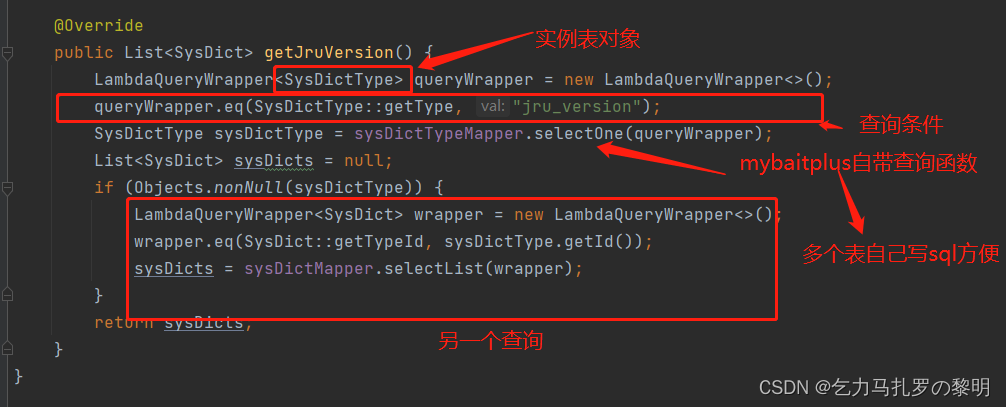 @Override
public List<SysDict> getJruVersion() {
实例表对象
LambdaQueryWrapper<SysDictType> queryWrapper = new LambdaQueryWrapper<>();
queryWrapper.eq(SysDictType::getType, val: "jru_version");
查询条件
SysDictType sysDictType = sysDictTypeMapper.selectOne(queryWrapper);
List<SysDict> sysDicts = null;
mybaitplus自带查询函数
if (Objects.nonNull(sysDictType)) {
LambdaQueryWrapper<SysDict> wrapper = new LambdaQueryWrapper<>();
wrapper.eq(SysDict::getTypeId, sysDictType.getId());
多个表自己写sql方便
sysDicts = sysDictMapper.selectList(wrapper);
}
return sysDicts;
另一个查询
}
}
CSDN @乞力马扎罗の黎明